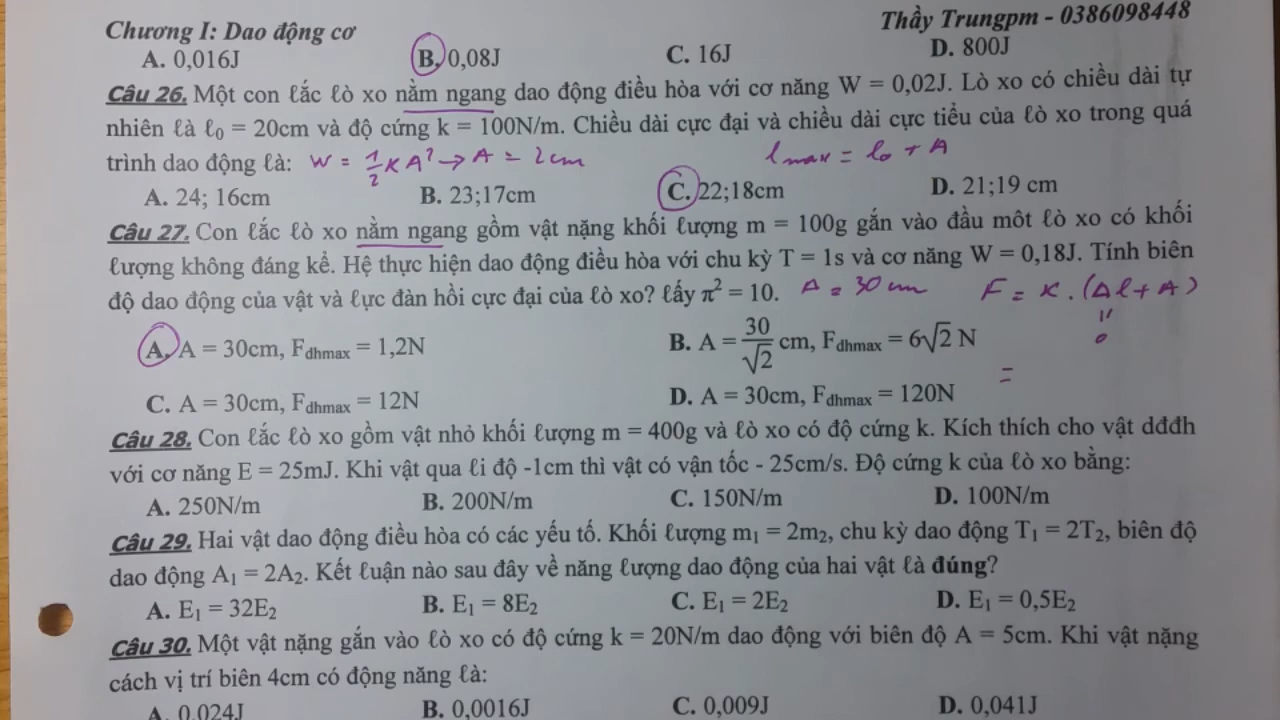 Chương I: Dao động cơ
Thầy Trungpm - 0386098448
A. 0,016J B. 0,08J C. 16J D. 800J
Câu 26. Một con lắc lò xo nằm ngang dao động điều hòa với cơ năng W = 0,02J. Lò xo có chiều dài tự
nhiên là ℓ₀ = 20cm và độ cứng k = 100N/m. Chiều dài cực đại và chiều dài cực tiểu của lò xo trong quá
trình dao động là: W = 1/2 K A² → A = 2cm l max = l₀ + A
A. 24; 16cm B. 23;17cm C. 22;18cm D. 21;19 cm
Câu 27. Con lắc lò xo nằm ngang gồm vật nặng khối lượng m = 100g gắn vào đầu môt lò xo có khối
lượng không đáng kể. Hệ thực hiện dao động điều hòa với chu kỳ T = 1s và cơ năng W = 0,18J. Tính biên
độ dao động của vật và lực đàn hồi cực đại của lò xo? lấy π² = 10. A = 30 cm F = K . (Δl + A)
"
0
A. A = 30cm, Fđhmax = 1,2N B. A = 30/√2 cm, Fđhmax = 6√2 N
=
C. A = 30cm, Fđhmax = 12N D. A = 30cm, Fđhmax = 120N
Câu 28. Con lắc lò xo gồm vật nhỏ khối lượng m = 400g và lò xo có độ cứng k. Kích thích cho vật dđđh
với cơ năng E = 25mJ. Khi vật qua li độ -1cm thì vật có vận tốc - 25cm/s. Độ cứng k của lò xo bằng:
A. 250N/m B. 200N/m C. 150N/m D. 100N/m
Câu 29. Hai vật dao động điều hòa có các yếu tố. Khối lượng m₁ = 2m₂, chu kỳ dao động T₁ = 2T₂, biên độ
dao động A₁ = 2A₂. Kết luận nào sau đây về năng lượng dao động của hai vật là đúng?
A. E₁ = 32E₂ B. E₁ = 8E₂ C. E₁ = 2E₂ D. E₁ = 0,5E₂
Câu 30. Một vật nặng gắn vào lò xo có độ cứng k = 20N/m dao động với biên độ A = 5cm. Khi vật nặng
cách vị trí biên 4cm có động năng là:
A. 0,024J B. 0,0016J C. 0,009J D. 0,041J